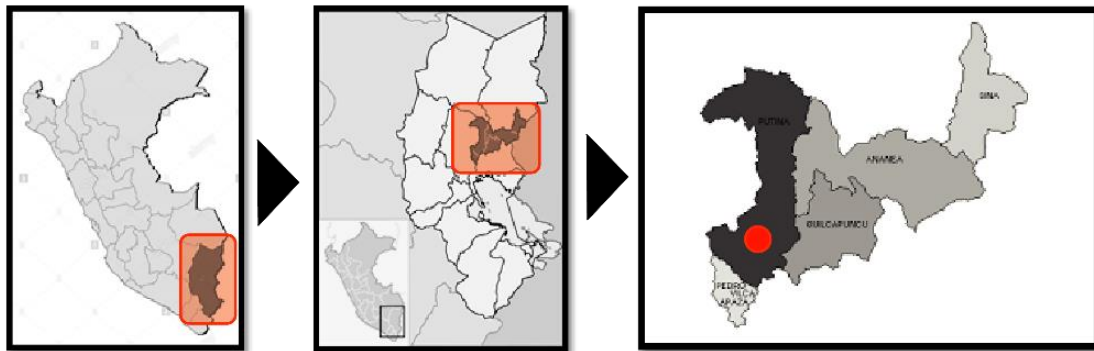 PUTINA
SINA
ANANEA
QUILCAPUNCU
PEDRO
VILCA
APAZA